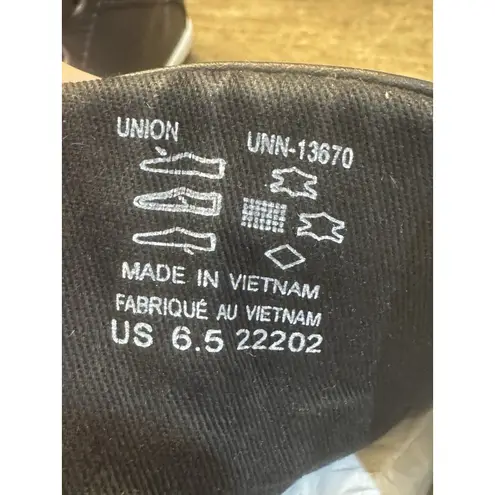 UNION UNN-13670
MADE IN VIETNAM
FABRIQUÉ AU VIETNAM
US 6.5 22202